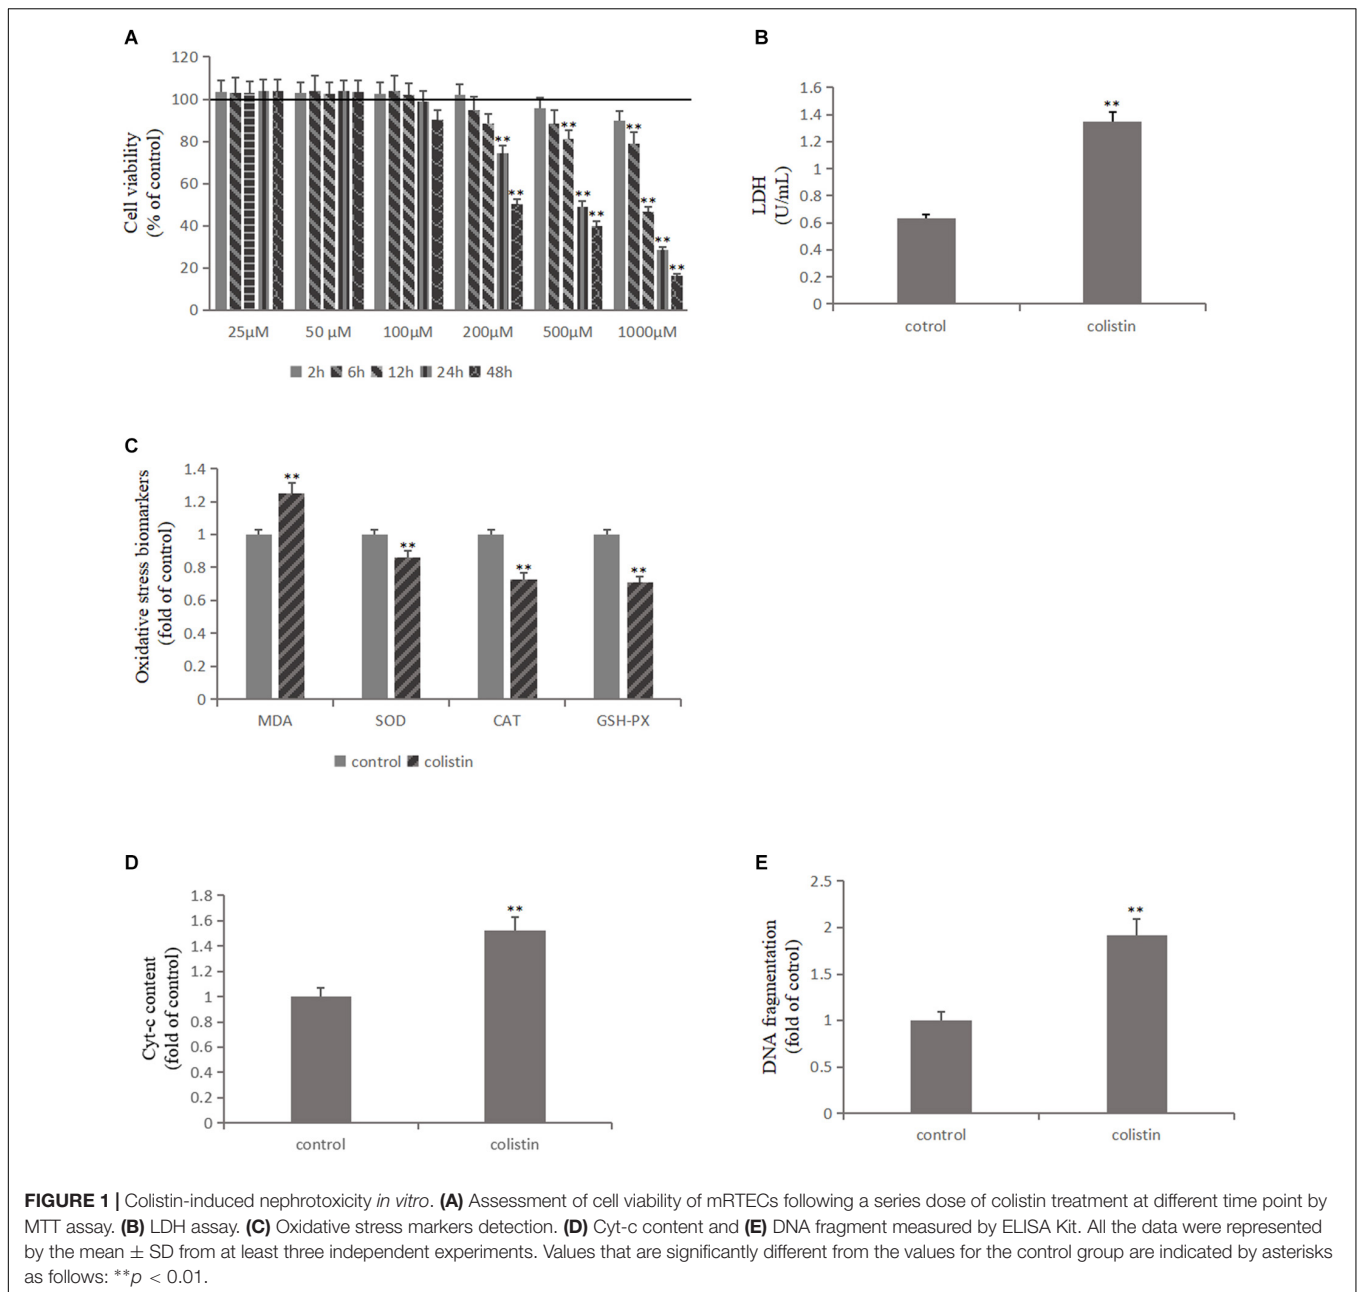 A
120
100
80
60
40
20
0
Cell viability
(% of control)
** ** ** ** ** ** ** ** ** **
25μM 50 μM 100μM 200μM 500μM 1000μM
2h 6h 12h 24h 48h
B
1.6
1.4
1.2
1
0.8
0.6
0.4
0.2
0
LDH
(U/mL)
**
cotrol colistin
C
1.4
1.2
1
0.8
0.6
0.4
0.2
0
Oxidative stress biomarkers
(fold of control)
** ** ** **
MDA SOD CAT GSH-PX
control colistin
D
1.8
1.6
1.4
1.2
1
0.8
0.6
0.4
0.2
0
Cyt-c content
(fold of control)
**
control colistin
E
2.5
2
1.5
1
0.5
0
DNA fragmentation
(fold of cotrol)
**
control colistin
FIGURE 1 | Colistin-induced nephrotoxicity in vitro. (A) Assessment of cell viability of mRTECs following a series dose of colistin treatment at different time point by
MTT assay. (B) LDH assay. (C) Oxidative stress markers detection. (D) Cyt-c content and (E) DNA fragment measured by ELISA Kit. All the data were represented
by the mean ± SD from at least three independent experiments. Values that are significantly different from the values for the control group are indicated by asterisks
as follows: **p < 0.01.